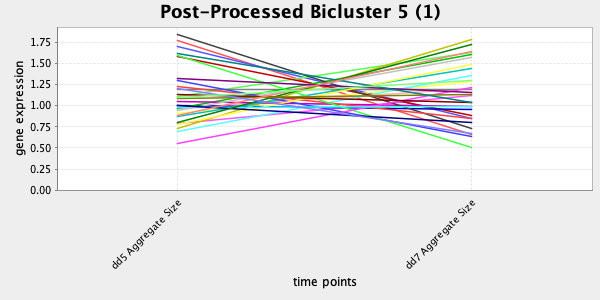 Post-Processed Bicluster 5 (1)
gene expression
1.75
1.50
1.25
1.00
0.75
0.50
0.25
0.00
dd5 Aggregate Size
dd7 Aggregate Size
time points